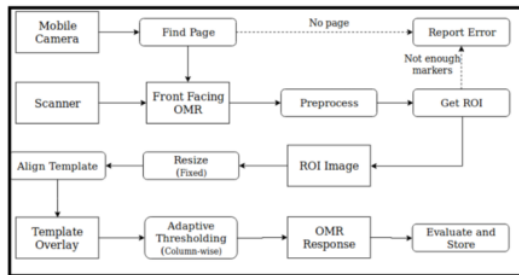 Mobile
Camera
Find Page
No page
Report Error
Not enough
markers
Scanner
Front Facing
OMR
Preprocess
Get ROI
Align Template
Resize
(Fixed)
ROI Image
Template
Overlay
Adaptive
Thresholding
(Column-wise)
OMR
Response
Evaluate and
Store